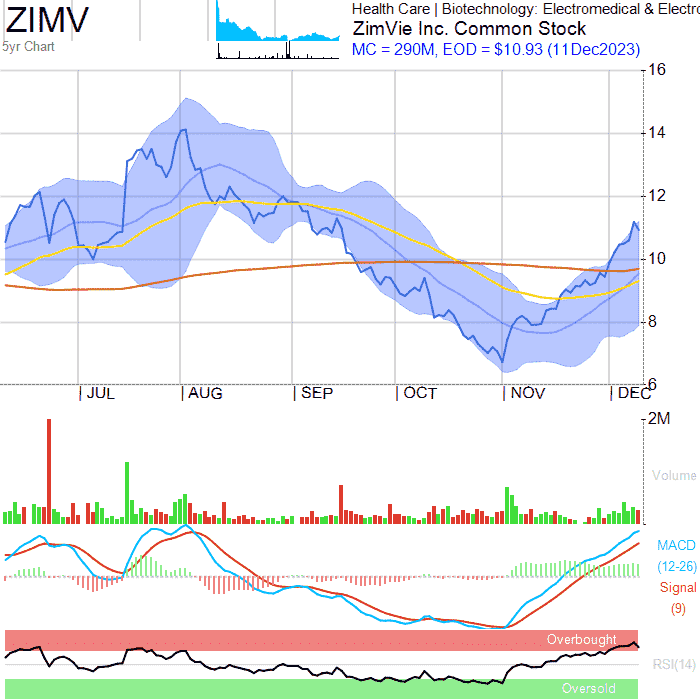 ZIMV
5yr Chart
Health Care | Biotechnology: Electromedical & Electro
ZimVie Inc. Common Stock
MC = 290M, EOD = $10.93 (11Dec2023)
16
14
12
10
8
6
JUL AUG SEP OCT NOV DEC
2M
Volume
MACD
(12-26)
Signal
(9)
Overbought
RSI(14)
Oversold